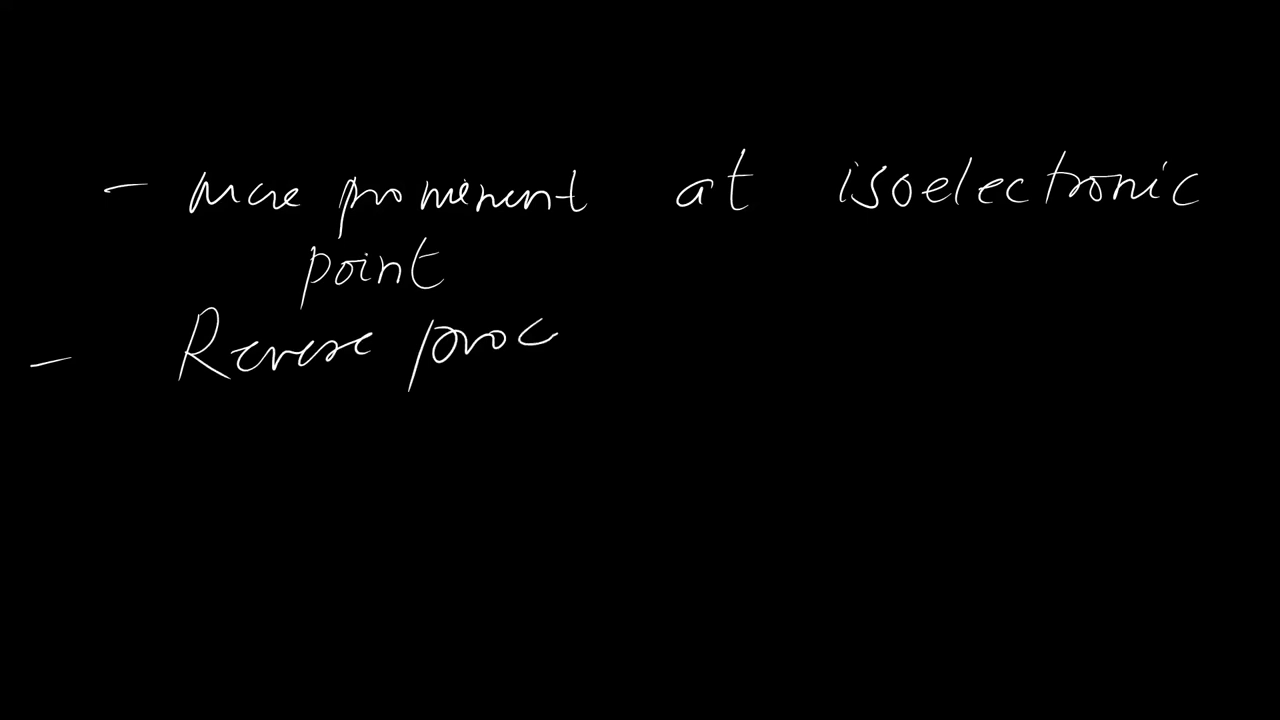 - more prominent at isoelectronic
point
- Reverse proc